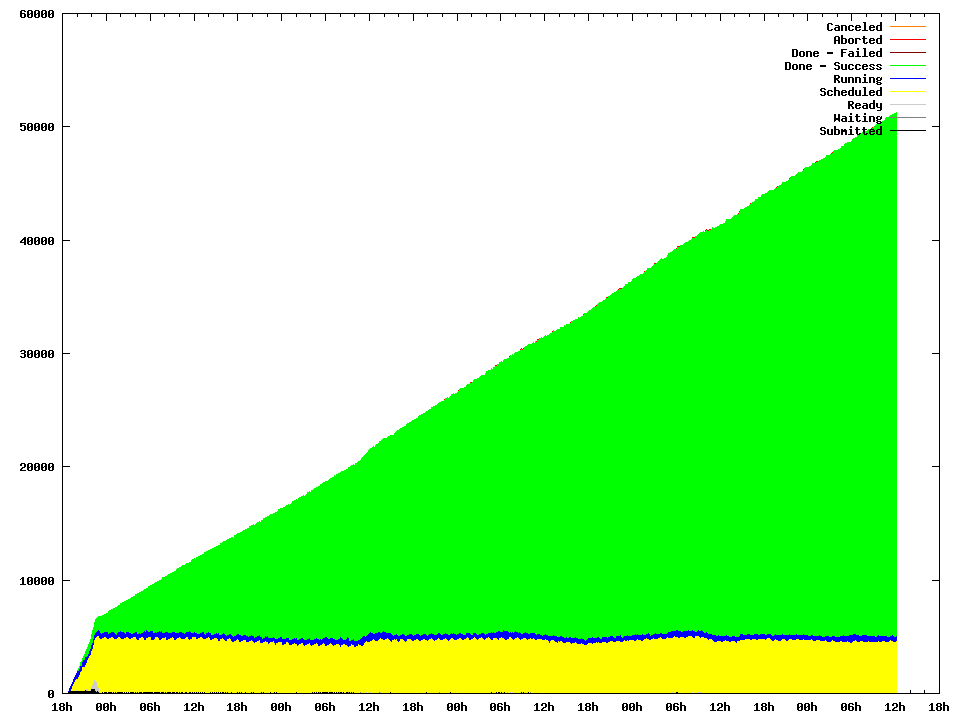 60000
50000
40000
30000
20000
10000
0
Canceled
Aborted
Done - Failed
Done - Success
Running
Scheduled
Ready
Waiting
Submitted
18h 00h 06h 12h 18h 00h 06h 12h 18h 00h 06h 12h 18h 00h 06h 12h 18h 00h 06h 12h 18h